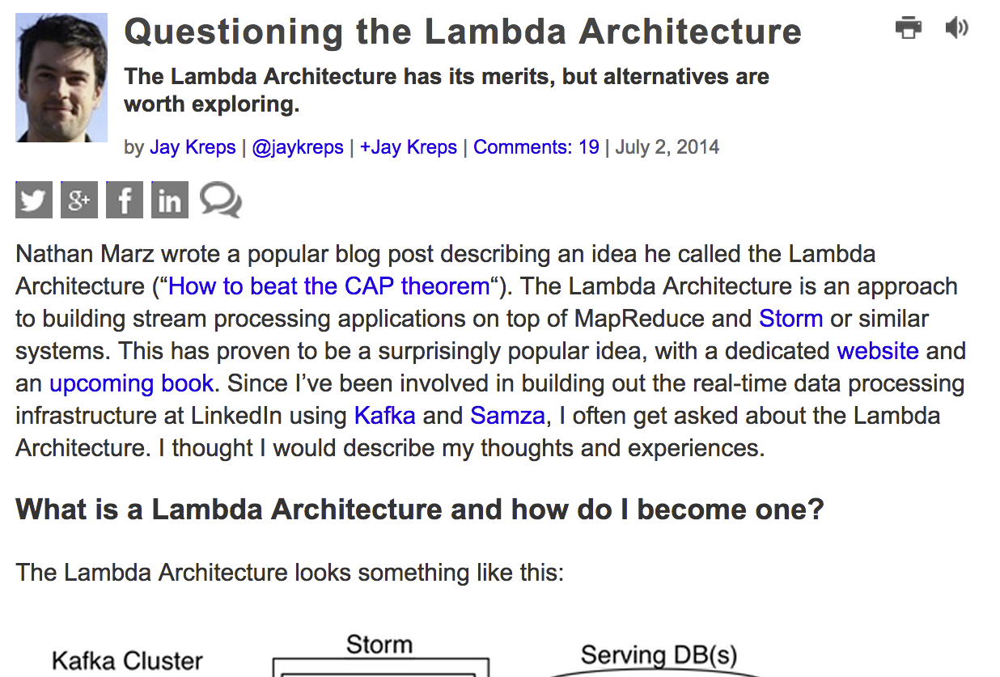 Questioning the Lambda Architecture
The Lambda Architecture has its merits, but alternatives are
worth exploring.
by Jay Kreps | @jaykreps | +Jay Kreps | Comments: 19 | July 2, 2014
g+ f in
Nathan Marz wrote a popular blog post describing an idea he called the Lambda
Architecture (“How to beat the CAP theorem“). The Lambda Architecture is an approach
to building stream processing applications on top of MapReduce and Storm or similar
systems. This has proven to be a surprisingly popular idea, with a dedicated website and
an upcoming book. Since I’ve been involved in building out the real-time data processing
infrastructure at LinkedIn using Kafka and Samza, I often get asked about the Lambda
Architecture. I thought I would describe my thoughts and experiences.
What is a Lambda Architecture and how do I become one?
The Lambda Architecture looks something like this:
Storm
Kafka Cluster
Serving DB(s)